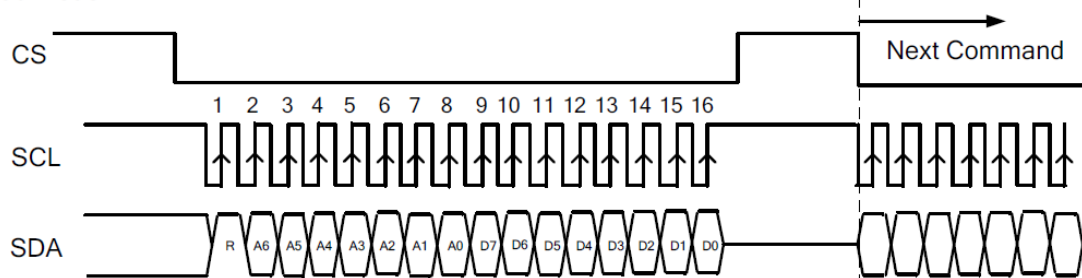 CS
Next Command
1 2 3 4 5 6 7 8 9 10 11 12 13 14 15 16
SCL
SDA
R A6 A5 A4 A3 A2 A1 A0 D7 D6 D5 D4 D3 D2 D1 D0